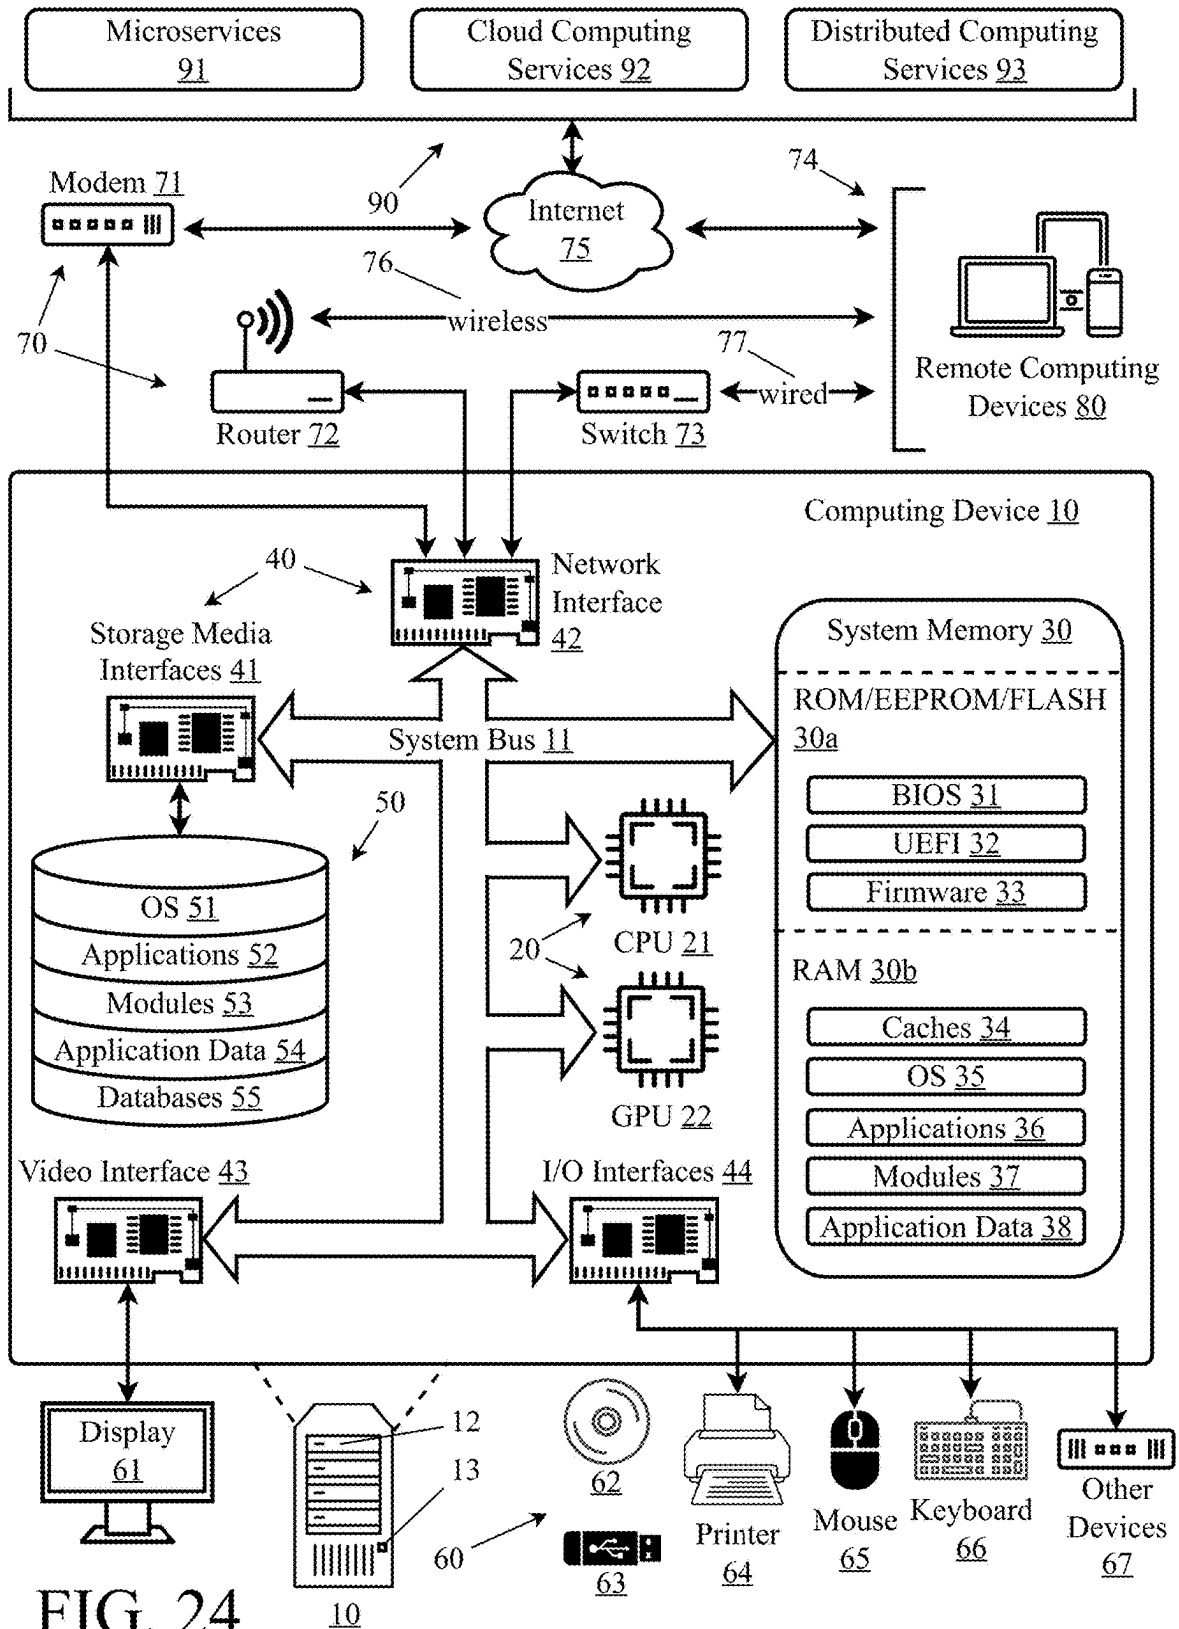 Microservices
91
Cloud Computing
Services 92
Distributed Computing
Services 93
Modem 71
90
Internet
75
74
76
wireless
70
77
wired
Remote Computing
Devices 80
Router 72
Switch 73
Computing Device 10
40
Network
Interface
42
Storage Media
Interfaces 41
System Bus 11
System Memory 30
ROM/EEPROM/FLASH
30a
BIOS 31
UEFI 32
Firmware 33
50
OS 51
Applications 52
Modules 53
Application Data 54
Databases 55
20
CPU 21
GPU 22
RAM 30b
Caches 34
OS 35
Applications 36
Modules 37
Application Data 38
Video Interface 43
I/O Interfaces 44
Display
61
12
13
10
60
62
63
Printer
64
Mouse
65
Keyboard
66
Other
Devices
67
FIG. 24